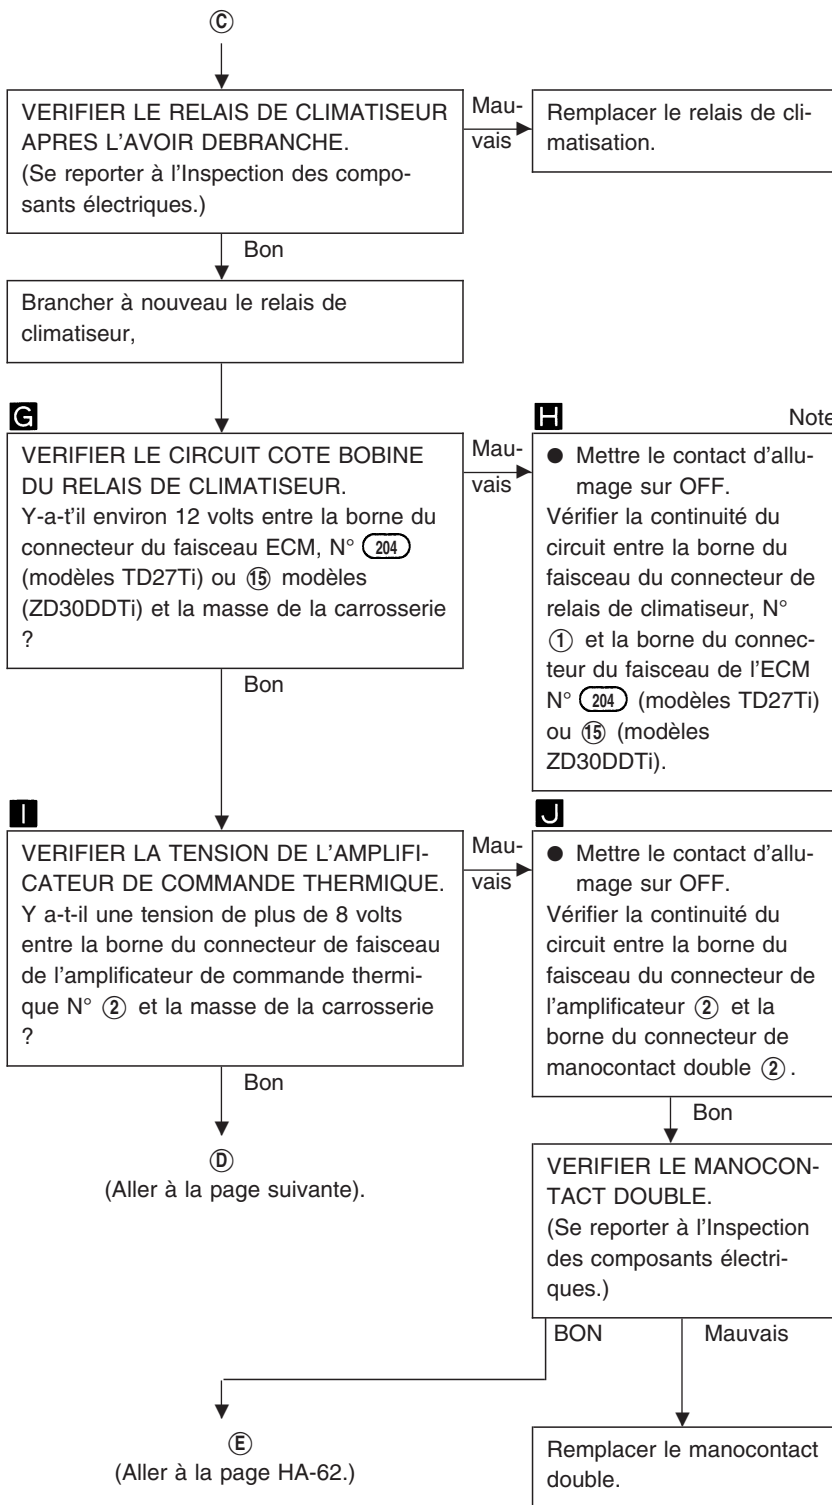 Ⓒ
VERIFIER LE RELAIS DE CLIMATISEUR
APRES L'AVOIR DEBRANCHE.
(Se reporter à l'Inspection des compo-
sants électriques.)
Mau-
vais
Remplacer le relais de cli-
matisation.
Bon
Brancher à nouveau le relais de
climatiseur,
G
VERIFIER LE CIRCUIT COTE BOBINE
DU RELAIS DE CLIMATISEUR.
Y-a-t'il environ 12 volts entre la borne du
connecteur du faisceau ECM, N° 204
(modèles TD27Ti) ou ⑮ modèles
(ZD30DDTi) et la masse de la carrosserie
?
Mau-
vais
H
Note
● Mettre le contact d'allu-
mage sur OFF.
Vérifier la continuité du
circuit entre la borne du
faisceau du connecteur de
relais de climatiseur, N°
① et la borne du connec-
teur du faisceau de l'ECM
N° 204 (modèles TD27Ti)
ou ⑮ (modèles
ZD30DDTi).
Bon
I
VERIFIER LA TENSION DE L'AMPLIFI-
CATEUR DE COMMANDE THERMIQUE.
Y a-t-il une tension de plus de 8 volts
entre la borne du connecteur de faisceau
de l'amplificateur de commande thermi-
que N° ② et la masse de la carrosserie
?
Mau-
vais
J
● Mettre le contact d'allu-
mage sur OFF.
Vérifier la continuité du
circuit entre la borne du
faisceau du connecteur de
l'amplificateur ② et la
borne du connecteur de
manocontact double ②.
Bon
Ⓓ
(Aller à la page suivante).
Bon
VERIFIER LE MANOCON-
TACT DOUBLE.
(Se reporter à l'Inspection
des composants électri-
ques.)
BON
Mauvais
Ⓔ
(Aller à la page HA-62.)
Remplacer le manocontact
double.